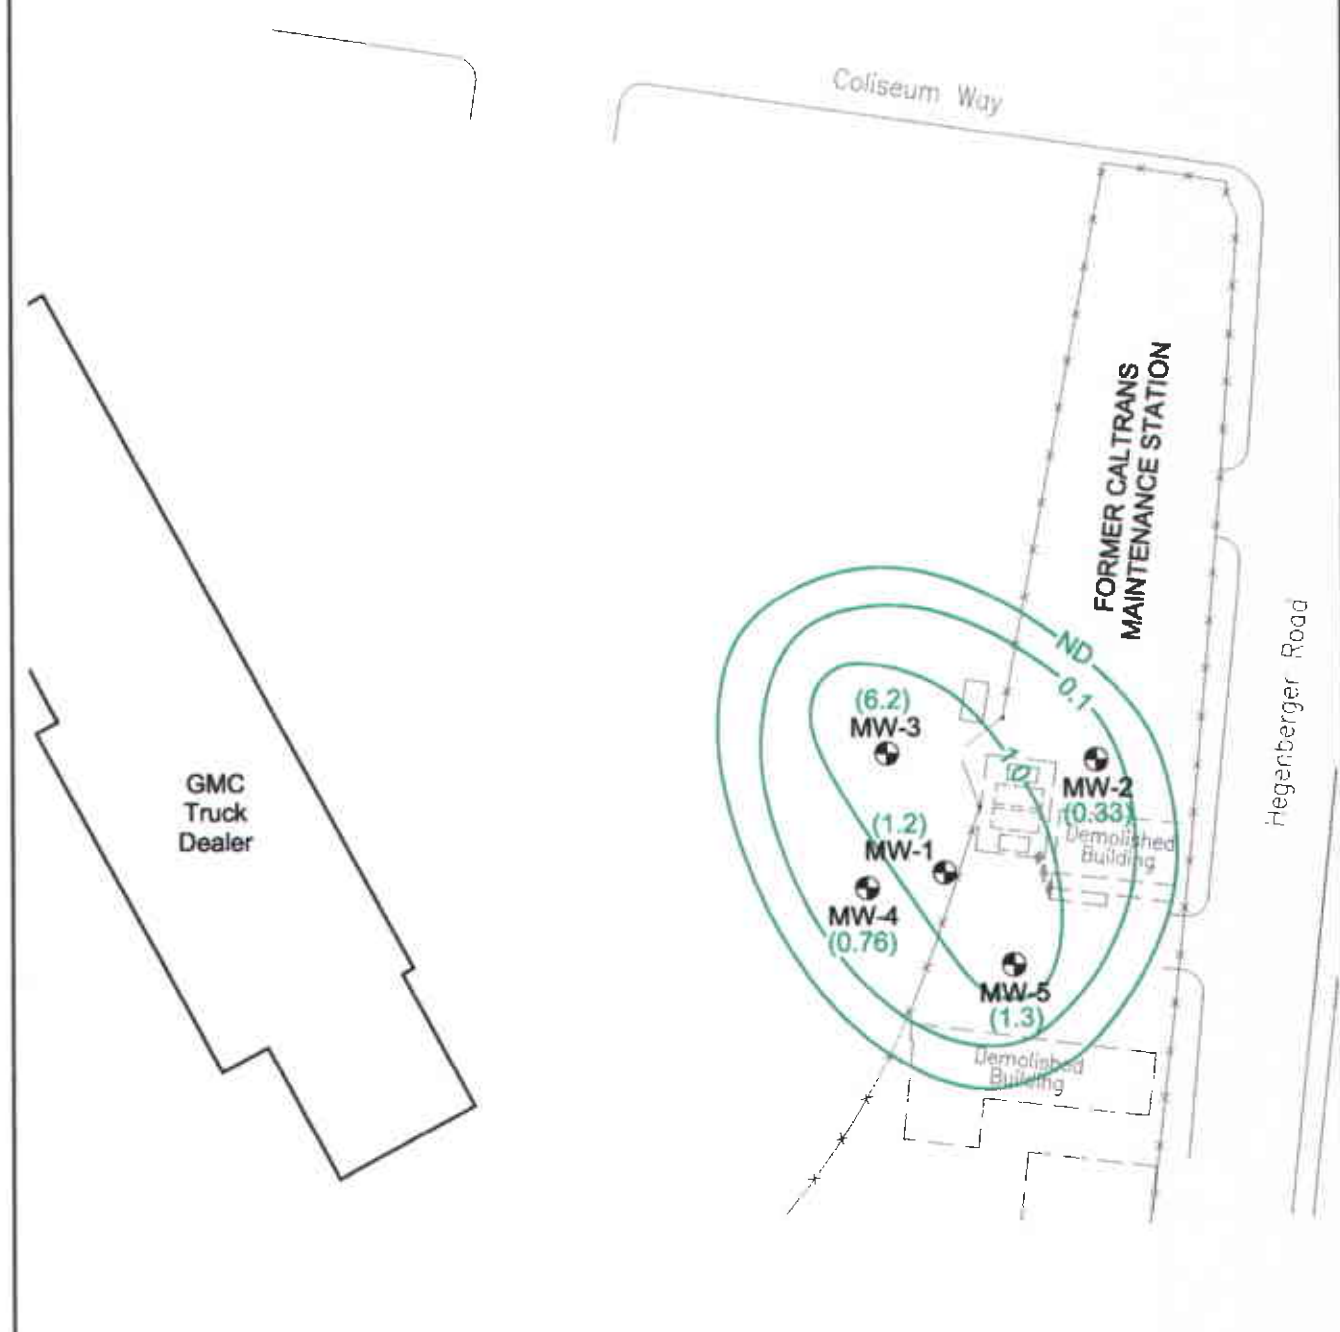 Coliseum Way
FORMER CALTRANS
MAINTENANCE STATION
Hegenberger Road
ND
0.1
1.0
(6.2)
MW-3
MW-2
(0.33)
Demolished
Building
(1.2)
MW-1
MW-4
(0.76)
MW-5
(1.3)
Demolished
Building
GMC
Truck
Dealer